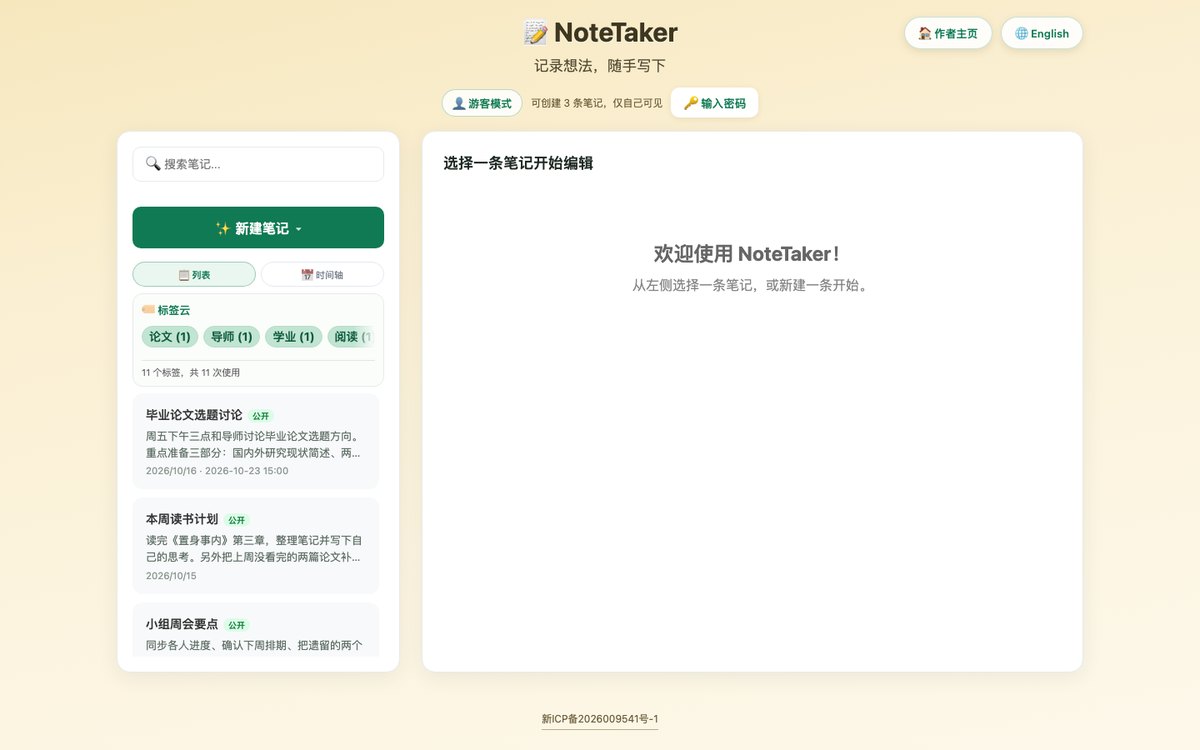 📝 NoteTaker
记录想法，随手写下
🏠 作者主页
🌐 English
👤 游客模式
可创建 3 条笔记，仅自己可见
🔑 输入密码
🔍 搜索笔记...
✨ 新建笔记
📋 列表
📅 时间轴
🏷️ 标签云
论文 (1) 导师 (1) 学业 (1) 阅读 (1
11 个标签，共 11 次使用
毕业论文选题讨论 公开
周五下午三点和导师讨论毕业论文选题方向。
重点准备三部分：国内外研究现状简述、两...
2026/10/16 · 2026-10-23 15:00
本周读书计划 公开
读完《置身事内》第三章，整理笔记并写下自
己的思考。另外把上周没看完的两篇论文补...
2026/10/15
小组周会要点 公开
同步各人进度、确认下周排期、把遗留的两个
选择一条笔记开始编辑
欢迎使用 NoteTaker！
从左侧选择一条笔记，或新建一条开始。
新ICP备2026009541号-1